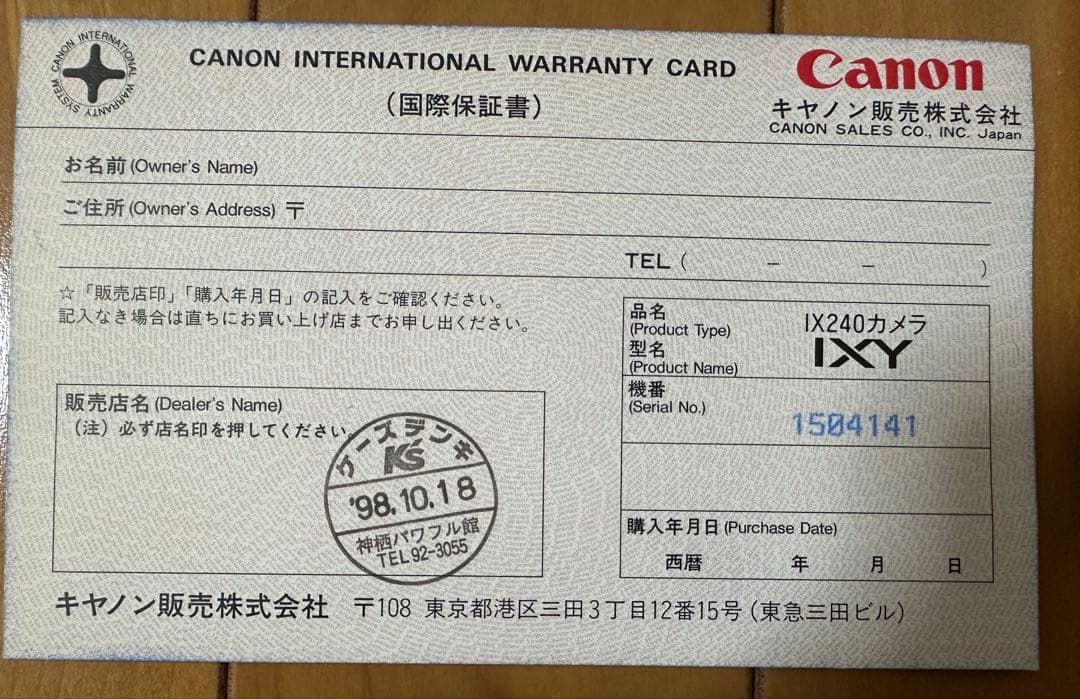 CANON INTERNATIONAL WARRANTY SYSTEM
CANON INTERNATIONAL WARRANTY CARD
(国際保証書)
Canon
キヤノン販売株式会社
CANON SALES CO., INC. Japan
お名前 (Owner's Name)
ご住所 (Owner's Address) 〒
TEL ( − − )
☆「販売店印」「購入年月日」の記入をご確認ください。
記入なき場合は直ちにお買い上げ店までお申し出ください。
品名
(Product Type)
IX240カメラ
型名
(Product Name)
IXY
機番
(Serial No.)
1504141
販売店名 (Dealer's Name)
(注) 必ず店名印を押してください。
ケーズデンキ
K's
'98.10.18
神栖パワフル館
TEL 92-3055
購入年月日 (Purchase Date)
西暦 年 月 日
キヤノン販売株式会社 〒108 東京都港区三田3丁目12番15号 (東急三田ビル)